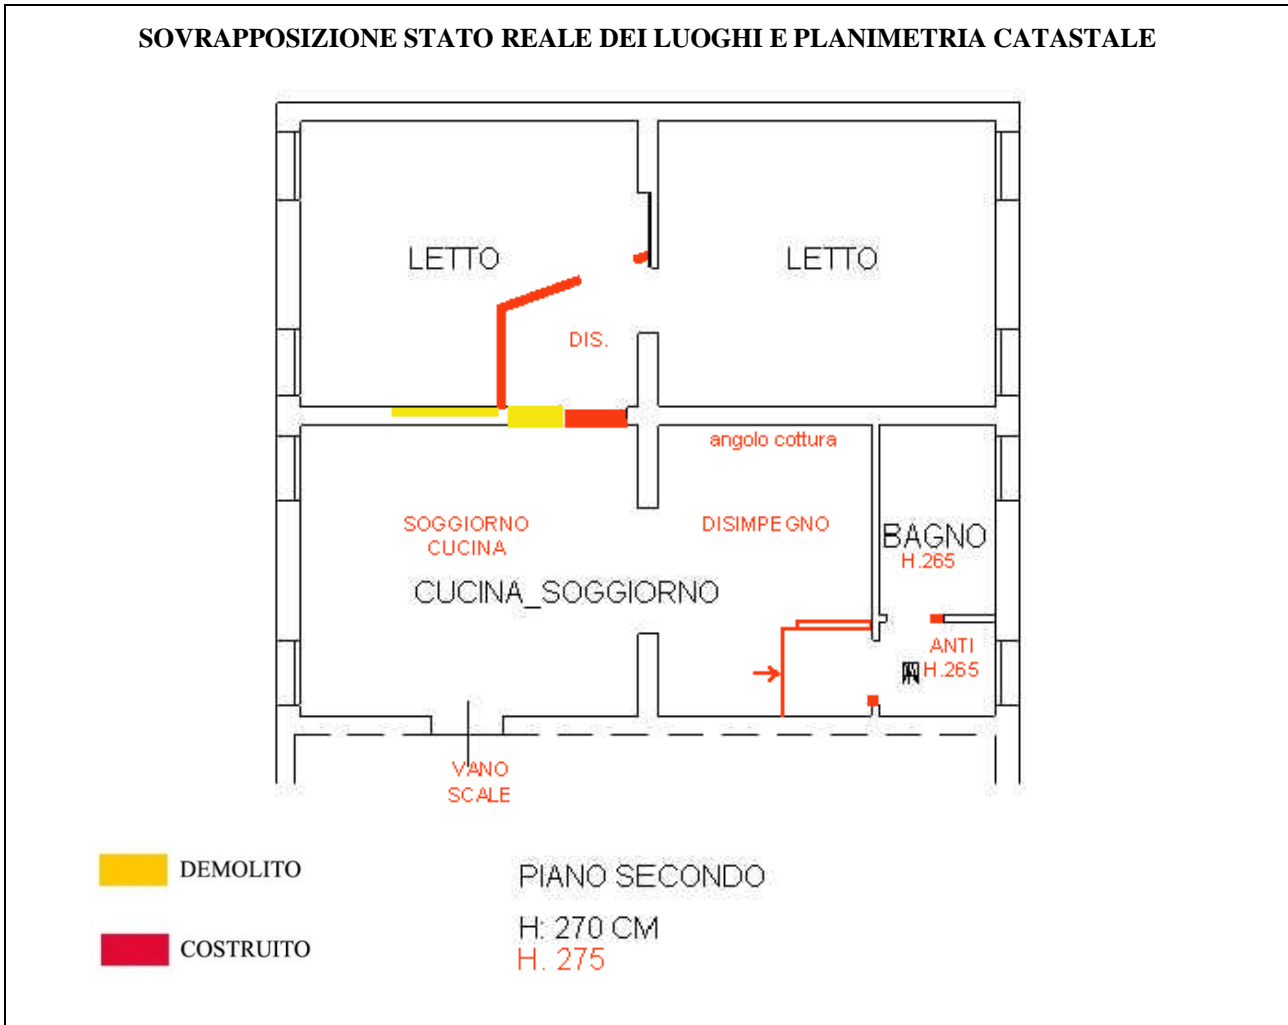 SOVRAPPOSIZIONE STATO REALE DEI LUOGHI E PLANIMETRIA CATASTALE
LETTO
LETTO
DIS.
angolo cottura
SOGGIORNO
CUCINA
DISIMPEGNO
BAGNO
H.265
CUCINA_SOGGIORNO
ANTI
H.265
VANO
SCALE
DEMOLITO
COSTRUITO
PIANO SECONDO
H: 270 CM
H. 275